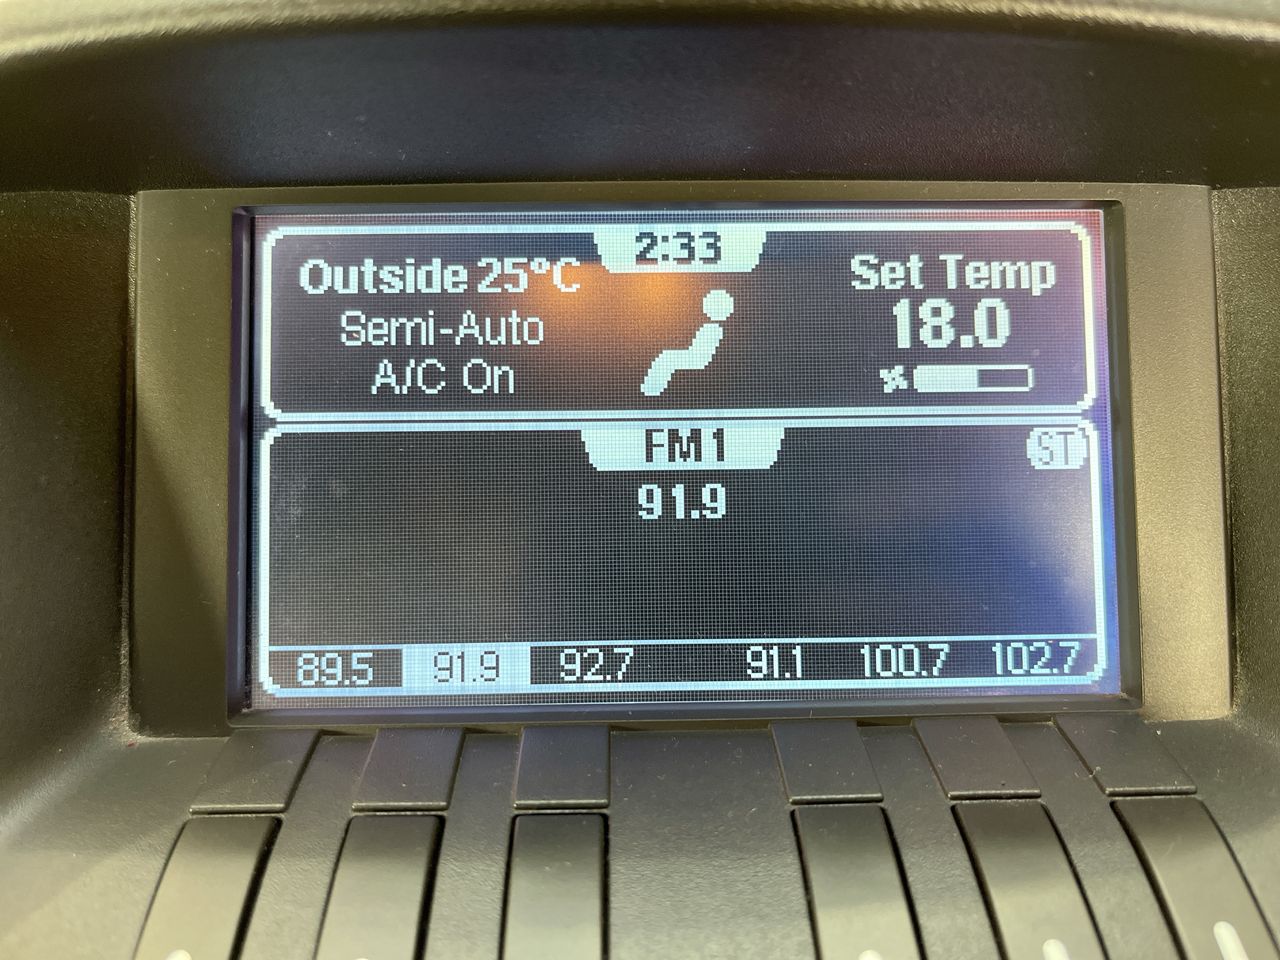 2:33
Outside 25°C
Semi-Auto
A/C On
Set Temp
18.0
FM1
ST
91.9
89.5 91.9 92.7 91.1 100.7 102.7